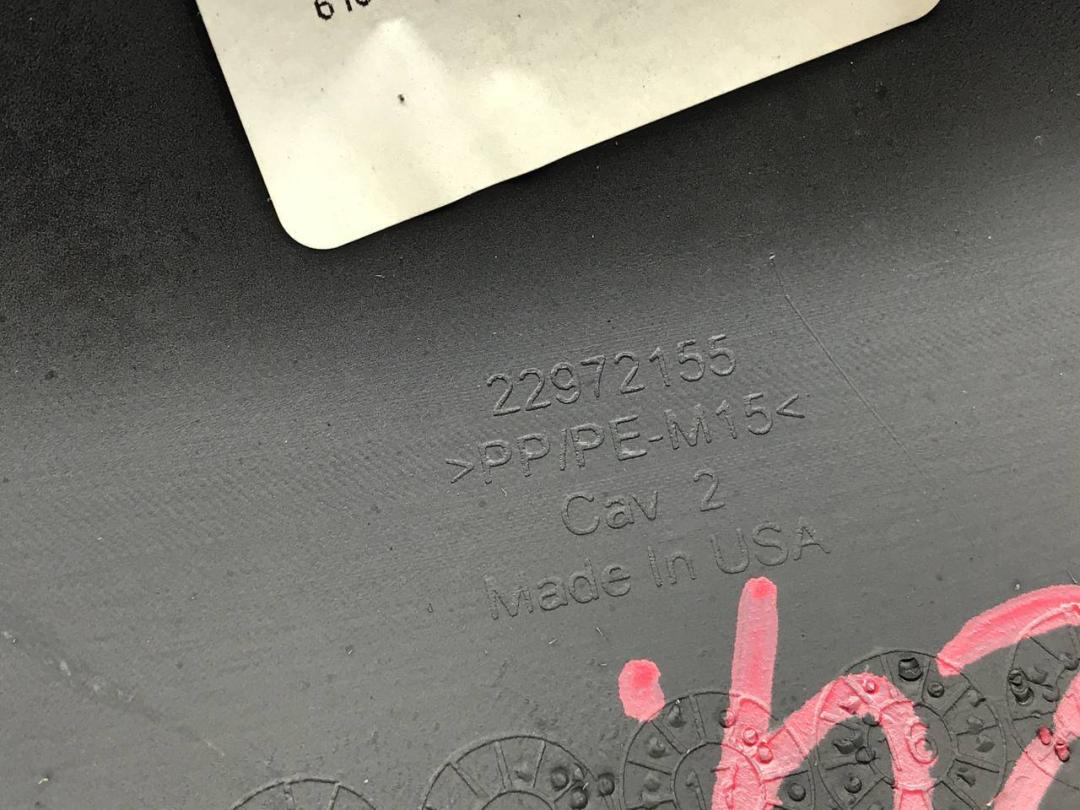 22972155
>PP/PE-M15<
Cav 2
Made In USA